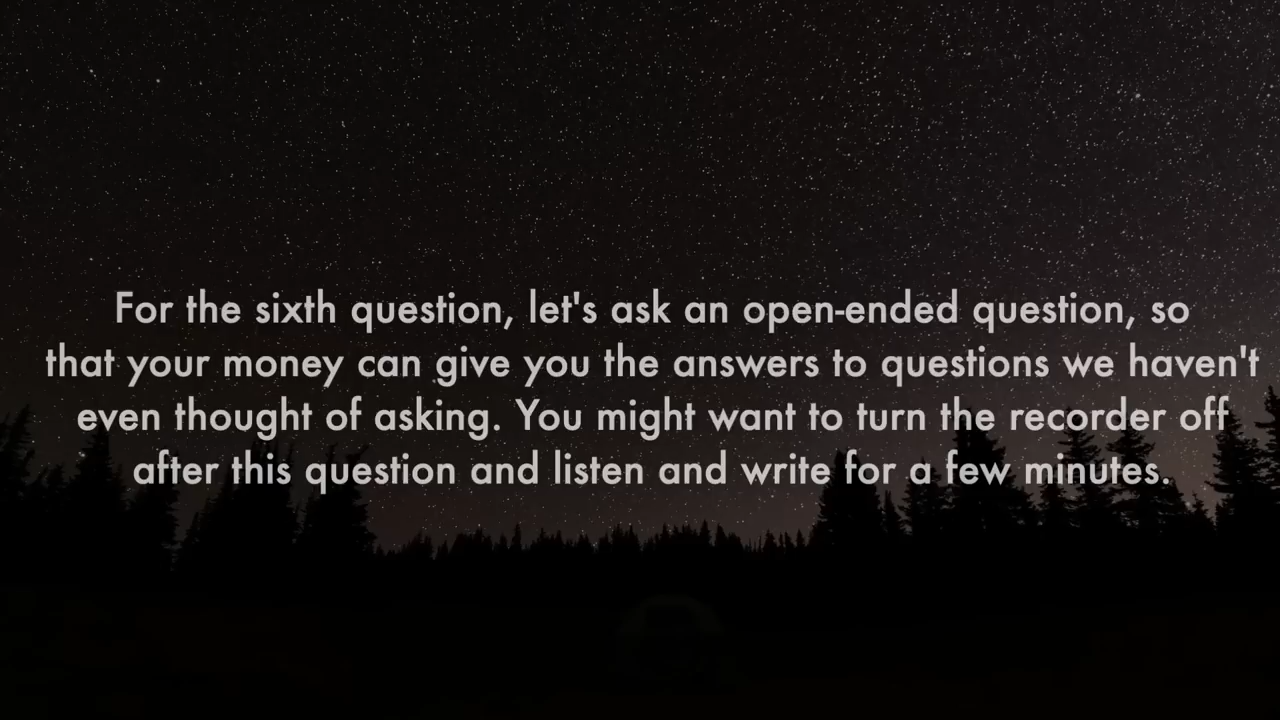 For the sixth question, let's ask an open-ended question, so
that your money can give you the answers to questions we haven't
even thought of asking. You might want to turn the recorder off
after this question and listen and write for a few minutes.